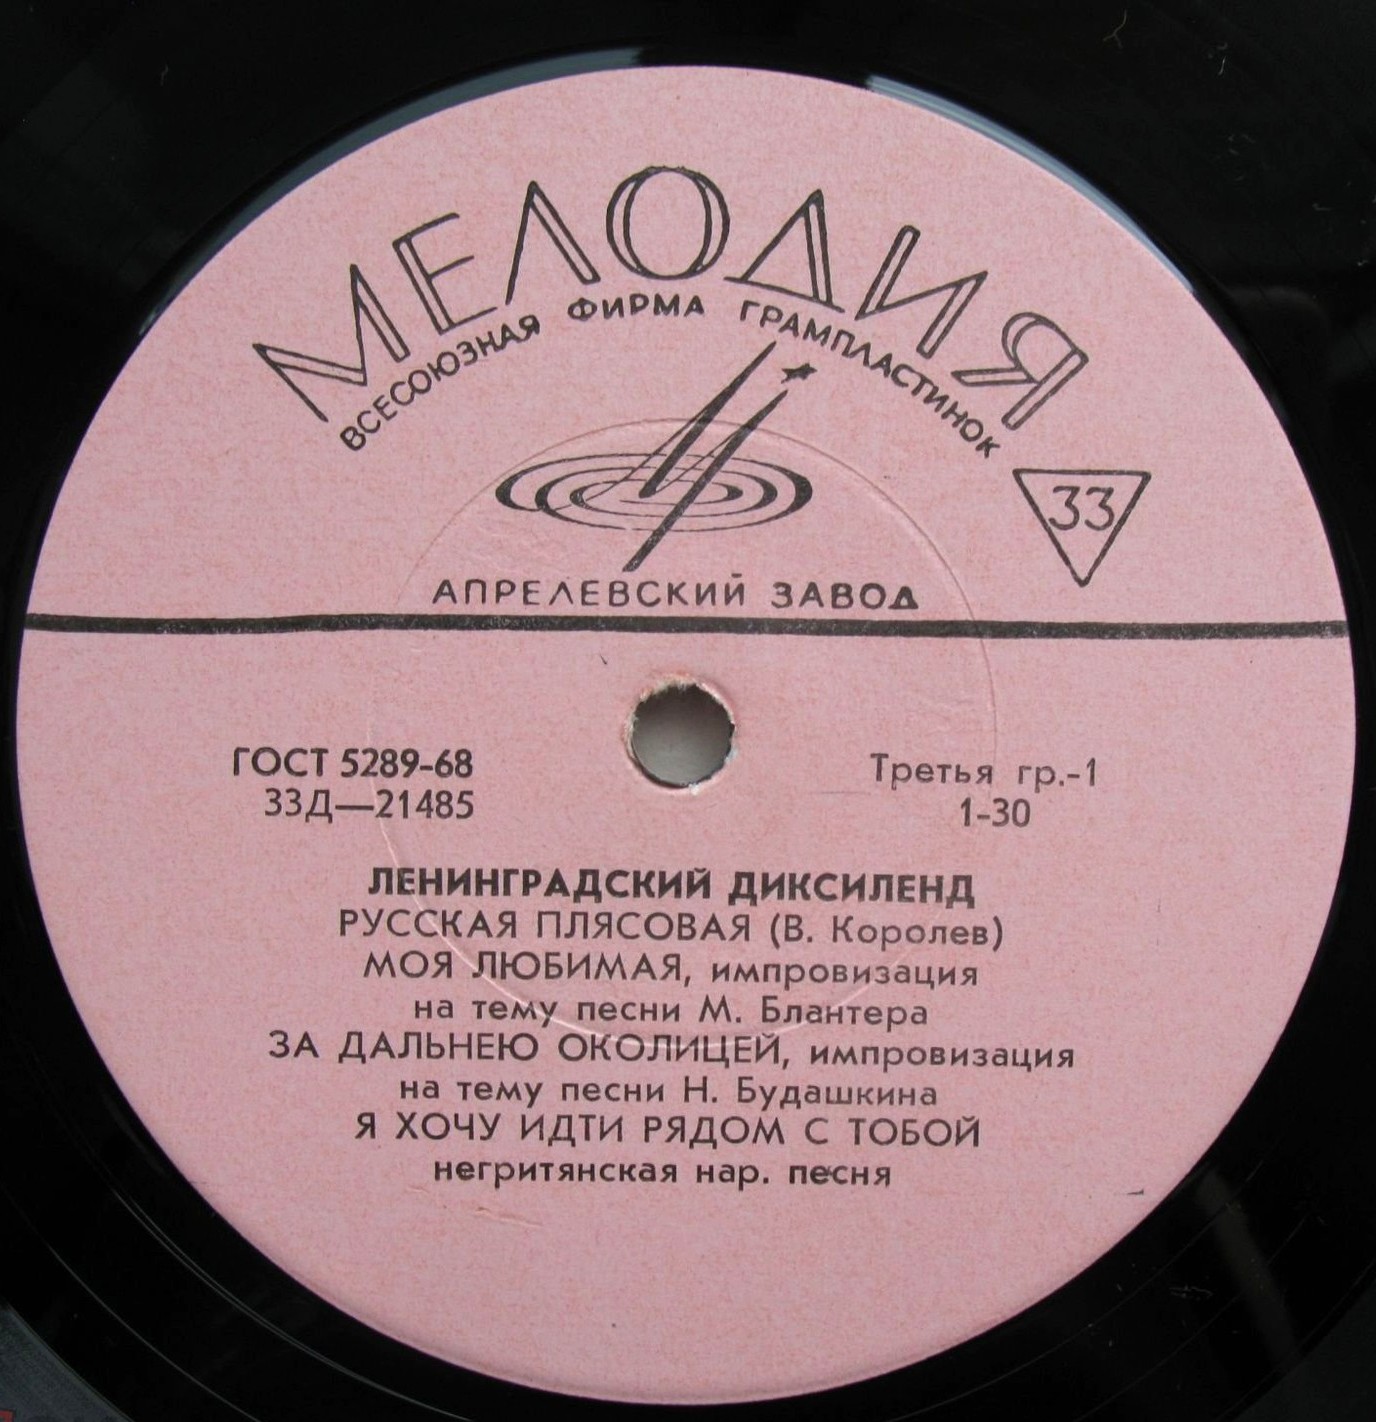 МЕЛОДИЯ
ВСЕСОЮЗНАЯ ФИРМА ГРАМПЛАСТИНОК
33
АПРЕЛЕВСКИЙ ЗАВОД
ГОСТ 5289-68
33Д—21485
Третья гр.-1
1-30
ЛЕНИНГРАДСКИЙ ДИКСИЛЕНД
РУССКАЯ ПЛЯСОВАЯ (В. Королев)
МОЯ ЛЮБИМАЯ, импровизация
на тему песни М. Блантера
ЗА ДАЛЬНЕЮ ОКОЛИЦЕЙ, импровизация
на тему песни Н. Будашкина
Я ХОЧУ ИДТИ РЯДОМ С ТОБОЙ
негритянская нар. песня